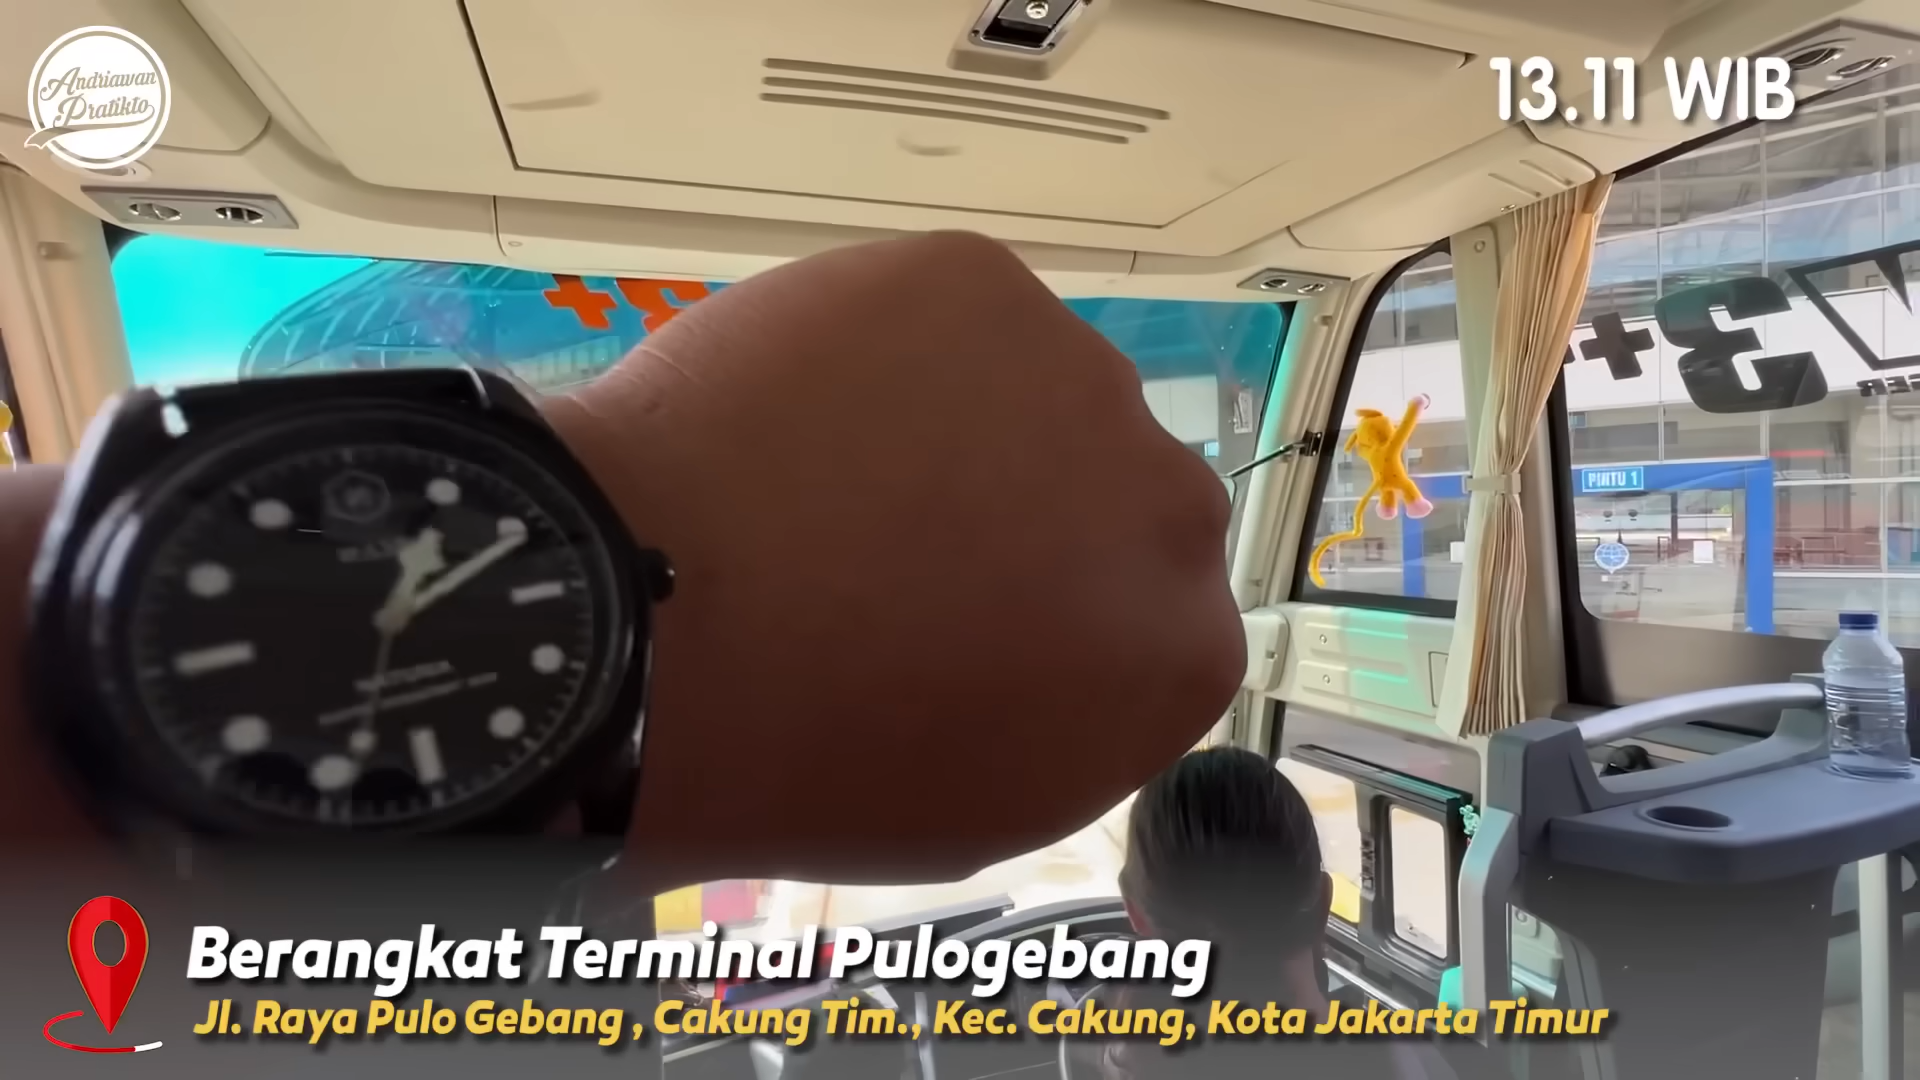 Andriawan
Pratikto
13.11 WIB
3+
PINTU 1
Berangkat Terminal Pulogebang
Jl. Raya Pulo Gebang , Cakung Tim., Kec. Cakung, Kota Jakarta Timur